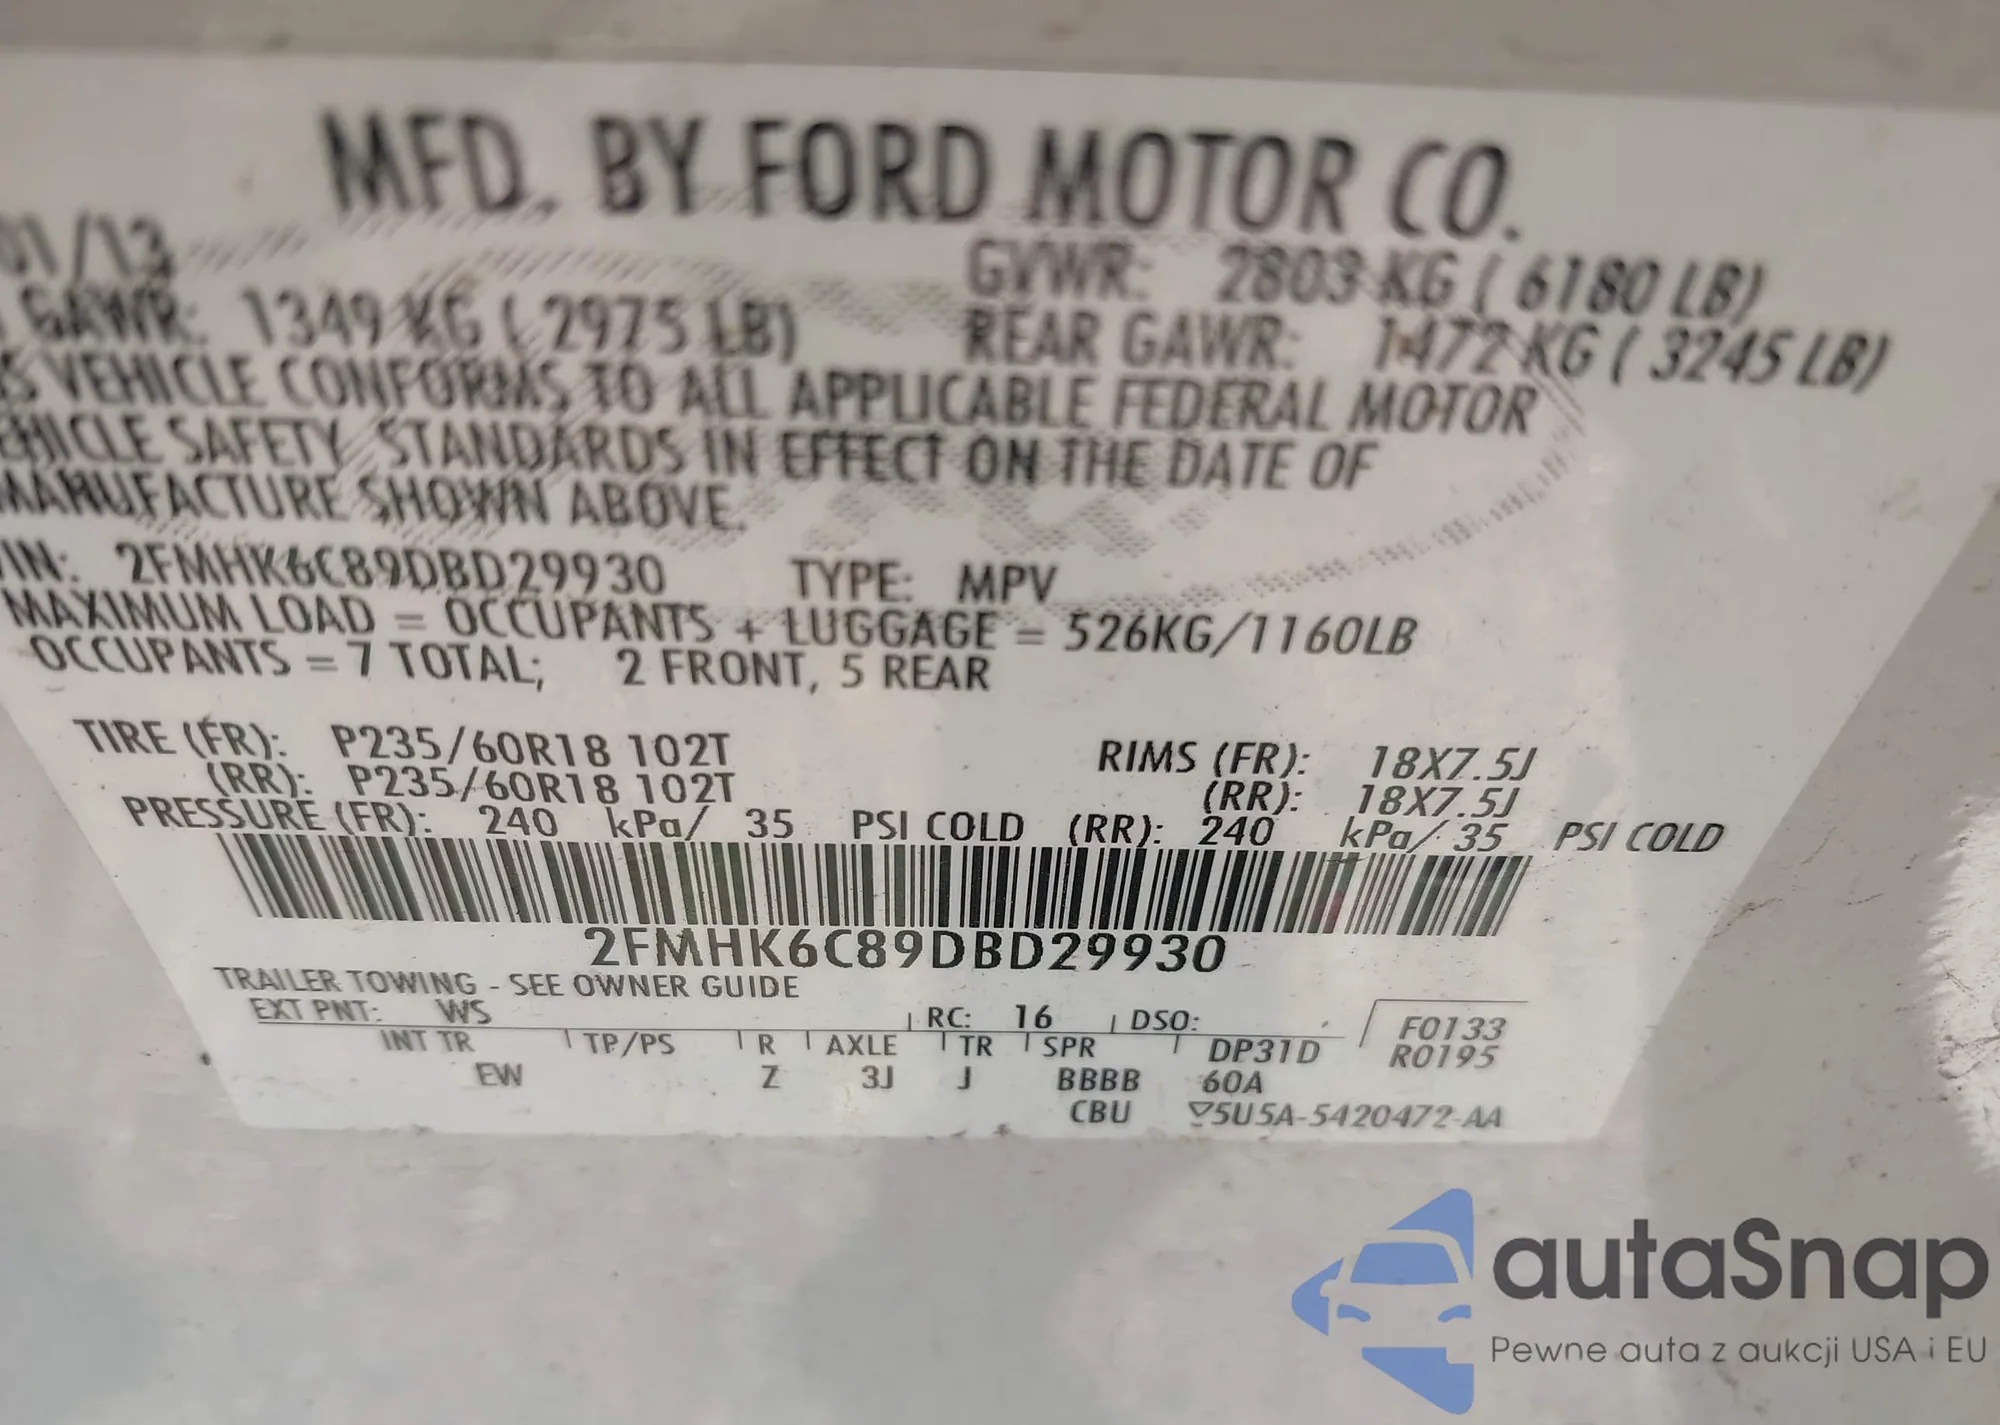 MFD. BY FORD MOTOR CO.
01/13
GVWR: 2803 KG ( 6180 LB)
GAWR: 1349 KG ( 2975 LB)
REAR GAWR: 1472 KG ( 3245 LB)
VEHICLE CONFORMS TO ALL APPLICABLE FEDERAL MOTOR
EHICLE SAFETY STANDARDS IN EFFECT ON THE DATE OF
MANUFACTURE SHOWN ABOVE.
IN: 2FMHK6C89DBD29930 TYPE: MPV
MAXIMUM LOAD = OCCUPANTS + LUGGAGE = 526KG/1160LB
OCCUPANTS = 7 TOTAL; 2 FRONT, 5 REAR
TIRE (FR): P235/60R18 102T RIMS (FR): 18X7.5J
(RR): P235/60R18 102T (RR): 18X7.5J
PRESSURE (FR): 240 kPa/ 35 PSI COLD (RR): 240 kPa/ 35 PSI COLD
2FMHK6C89DBD29930
TRAILER TOWING - SEE OWNER GUIDE
EXT PNT: WS RC: 16 DSO: F0133
INT TR TP/PS R AXLE TR SPR DP31D R0195
EW Z 3J J BBBB 60A
CBU ▽5U5A-5420472-AA
autaSnap
Pewne auta z aukcji USA i EU